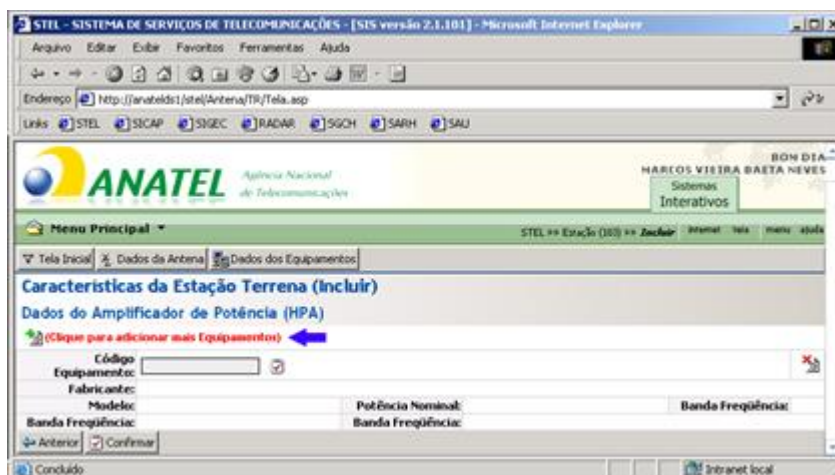 STEL - SISTEMA DE SERVIÇOS DE TELECOMUNICAÇÕES - [SIS versão 2.1.101] - Microsoft Internet Explorer
Arquivo Editar Exibir Favoritos Ferramentas Ajuda
Endereço http://anatelds1/stel/Antena/TR/Tela.asp
Links STEL SICAP SIGEC RADAR SGCH SARH SAU
BOM DIA
MARCOS VIEIRA BAETA NEVES
ANATEL
Agência Nacional
de Telecomunicações
Sistemas
Interativos
Menu Principal
STEL »» Estação (103) »» Incluir internet tela menu ajuda
Tela Inicial Dados da Antena Dados dos Equipamentos
Características da Estação Terrena (Incluir)
Dados do Amplificador de Potência (HPA)
(Clique para adicionar mais Equipamentos)
Código
Equipamento:
Fabricante:
Modelo: Potência Nominal: Banda Freqüência:
Banda Freqüência: Banda Freqüência:
Anterior Confirmar
Concluído Intranet local